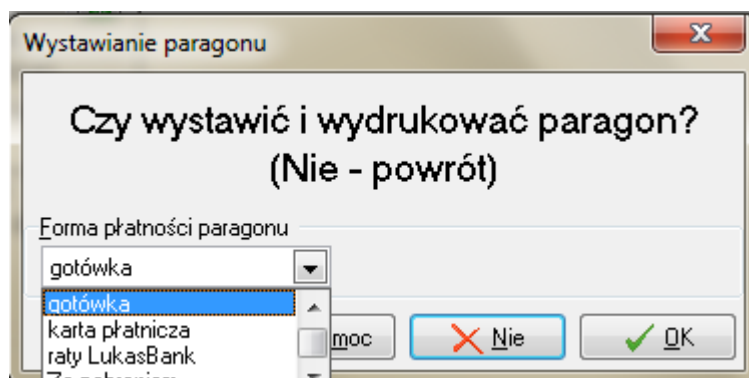 Wystawianie paragonu
Czy wystawić i wydrukować paragon?
(Nie - powrót)
Forma płatności paragonu
gotówka
gotówka
karta płatnicza
raty LukasBank
Nie
OK